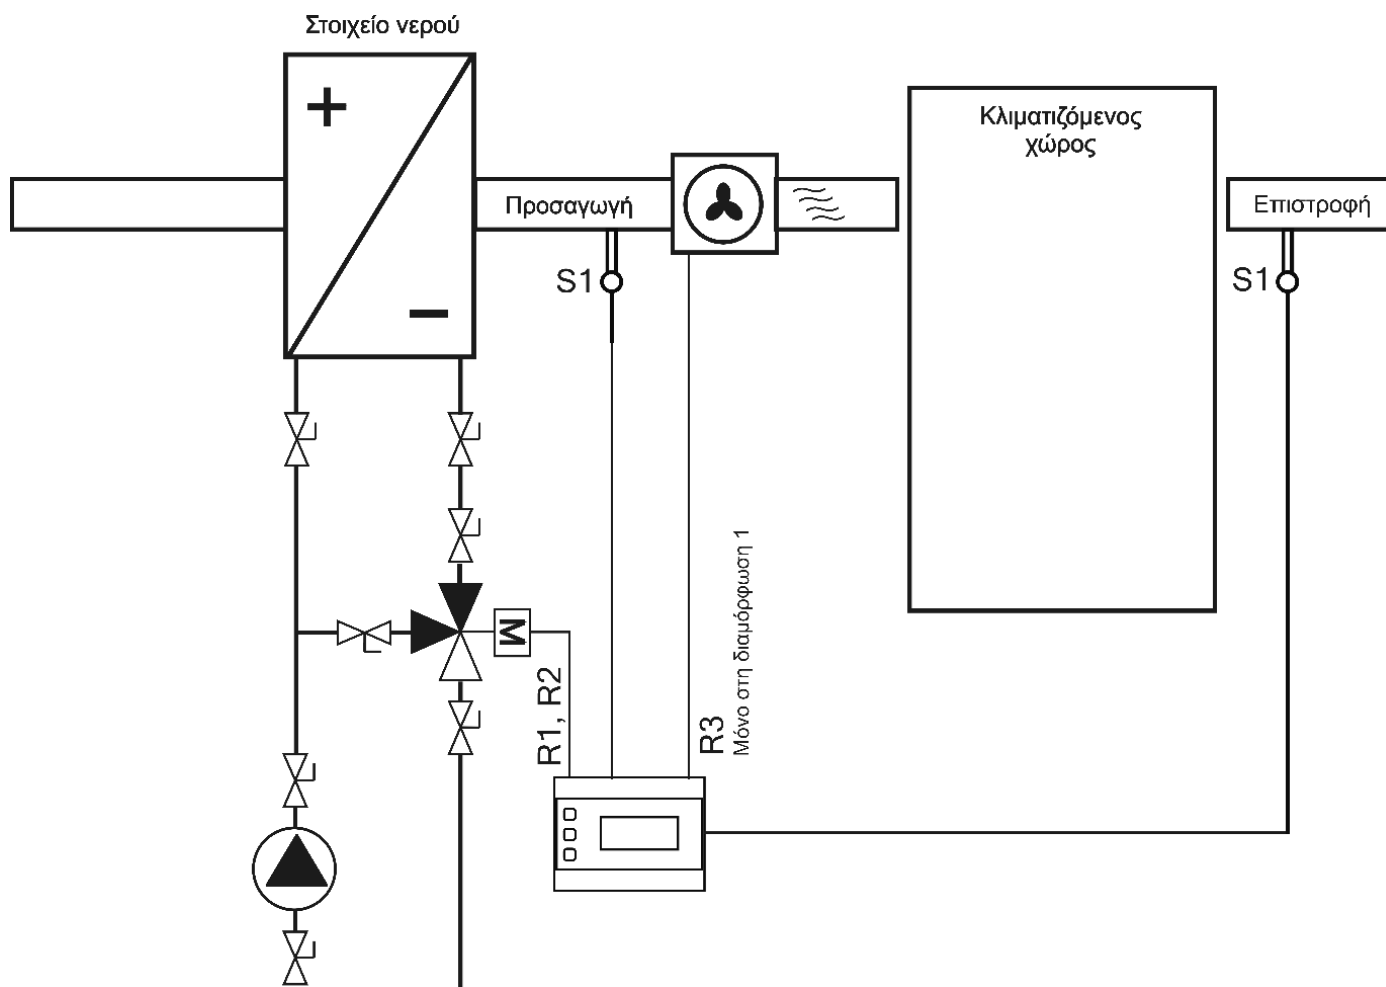 Στοιχείο νερού
+
−
Κλιματιζόμενος
χώρος
Προσαγωγή
Επιστροφή
S1
S1
M
R1, R2
R3
Μόνο στη διαμόρφωση 1